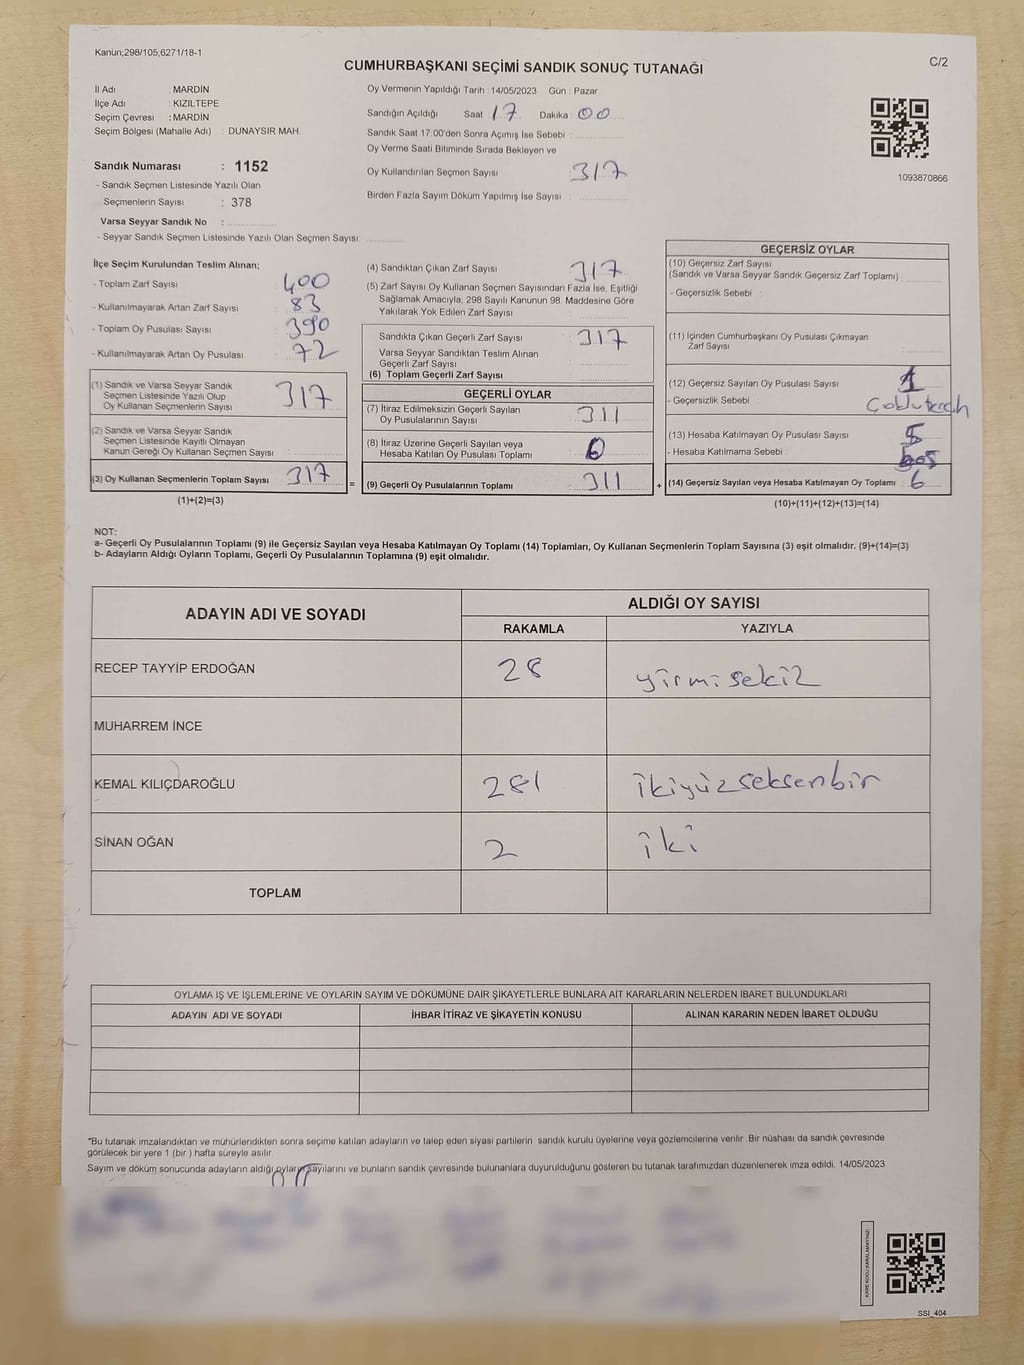 Kanun;298/105,6271/18-1
C/2
CUMHURBAŞKANI SEÇİMİ SANDIK SONUÇ TUTANAĞI
İl Adı : MARDİN
İlçe Adı : KIZILTEPE
Seçim Çevresi : MARDİN
Seçim Bölgesi (Mahalle Adı) : DUNAYSIR MAH.
Sandık Numarası : 1152
- Sandık Seçmen Listesinde Yazılı Olan
Seçmenlerin Sayısı : 378
Varsa Seyyar Sandık No :
- Seyyar Sandık Seçmen Listesinde Yazılı Olan Seçmen Sayısı:
Oy Vermenin Yapıldığı Tarih : 14/05/2023 Gün : Pazar
Sandığın Açıldığı Saat : 17 Dakika : 00
Sandık Saat 17:00'den Sonra Açımış İse Sebebi :
Oy Verme Saati Bitiminde Sırada Bekleyen ve
Oy Kullandırılan Seçmen Sayısı : 317
Birden Fazla Sayım Döküm Yapılmış İse Sayısı :
1093870866
İlçe Seçim Kurulundan Teslim Alınan;
- Toplam Zarf Sayısı : 400
- Kullanılmayarak Artan Zarf Sayısı : 83
- Toplam Oy Pusulası Sayısı : 390
- Kullanılmayarak Artan Oy Pusulası : 72
(1) Sandık ve Varsa Seyyar Sandık
Seçmen Listesinde Yazılı Olup
Oy Kullanan Seçmenlerin Sayısı : 317
(2) Sandık ve Varsa Seyyar Sandık
Seçmen Listesinde Kayıtlı Olmayan
Kanun Gereği Oy Kullanan Seçmen Sayısı :
(3) Oy Kullanan Seçmenlerin Toplam Sayısı : 317
(1)+(2)=(3)
(4) Sandıktan Çıkan Zarf Sayısı : 317
(5) Zarf Sayısı Oy Kullanan Seçmen Sayısından Fazla İse, Eşitliği
Sağlamak Amacıyla, 298 Sayılı Kanunun 98. Maddesine Göre
Yakılarak Yok Edilen Zarf Sayısı :
Sandıkta Çıkan Geçerli Zarf Sayısı : 317
Varsa Seyyar Sandıktan Teslim Alınan
Geçerli Zarf Sayısı :
(6) Toplam Geçerli Zarf Sayısı :
GEÇERLİ OYLAR
(7) İtiraz Edilmeksizin Geçerli Sayılan
Oy Pusulalarının Sayısı : 311
(8) İtiraz Üzerine Geçerli Sayılan veya
Hesaba Katılan Oy Pusulası Toplamı : 0
= (9) Geçerli Oy Pusulalarının Toplamı : 311 +
GEÇERSİZ OYLAR
(10) Geçersiz Zarf Sayısı
(Sandık ve Varsa Seyyar Sandık Geçersiz Zarf Toplamı) :
- Geçersizlik Sebebi :
(11) İçinden Cumhurbaşkanı Oy Pusulası Çıkmayan
Zarf Sayısı :
(12) Geçersiz Sayılan Oy Pusulası Sayısı : 1
- Geçersizlik Sebebi :
(13) Hesaba Katılmayan Oy Pusulası Sayısı : 5
- Hesaba Katılmama Sebebi :
(14) Geçersiz Sayılan veya Hesaba Katılmayan Oy Toplamı : 6
(10)+(11)+(12)+(13)=(14)
NOT:
a- Geçerli Oy Pusulalarının Toplamı (9) ile Geçersiz Sayılan veya Hesaba Katılmayan Oy Toplamı (14) Toplamları, Oy Kullanan Seçmenlerin Toplam Sayısına (3) eşit olmalıdır. (9)+(14)=(3)
b- Adayların Aldığı Oyların Toplamı, Geçerli Oy Pusulalarının Toplamına (9) eşit olmalıdır.
ADAYIN ADI VE SOYADI ALDIĞI OY SAYISI
RAKAMLA YAZIYLA
RECEP TAYYİP ERDOĞAN 28 yirmisekiz
MUHARREM İNCE
KEMAL KILIÇDAROĞLU 281 ikiyüzseksenbir
SİNAN OĞAN 2 iki
TOPLAM
OYLAMA İŞ VE İŞLEMLERİNE VE OYLARIN SAYIM VE DÖKÜMÜNE DAİR ŞİKAYETLERLE BUNLARA AİT KARARLARIN NELERDEN İBARET BULUNDUKLARI
ADAYIN ADI VE SOYADI İHBAR İTİRAZ VE ŞİKAYETİN KONUSU ALINAN KARARIN NEDEN İBARET OLDUĞU
*Bu tutanak imzalandıktan ve mühürlendikten sonra seçime katılan adayların ve talep eden siyasi partilerin sandık kurulu üyelerine veya gözlemcilerine verilir. Bir nüshası da sandık çevresinde
görülecek bir yere 1 (bir ) hafta süreyle asılır.
Sayım ve döküm sonucunda adayların aldığı oyların sayılarını ve bunların sandık çevresinde bulunanlara duyurulduğunu gösteren bu tutanak tarafımızdan düzenlenerek imza edildi. 14/05/2023
KARE KODU KARALAMAYINIZ!
SSI_404